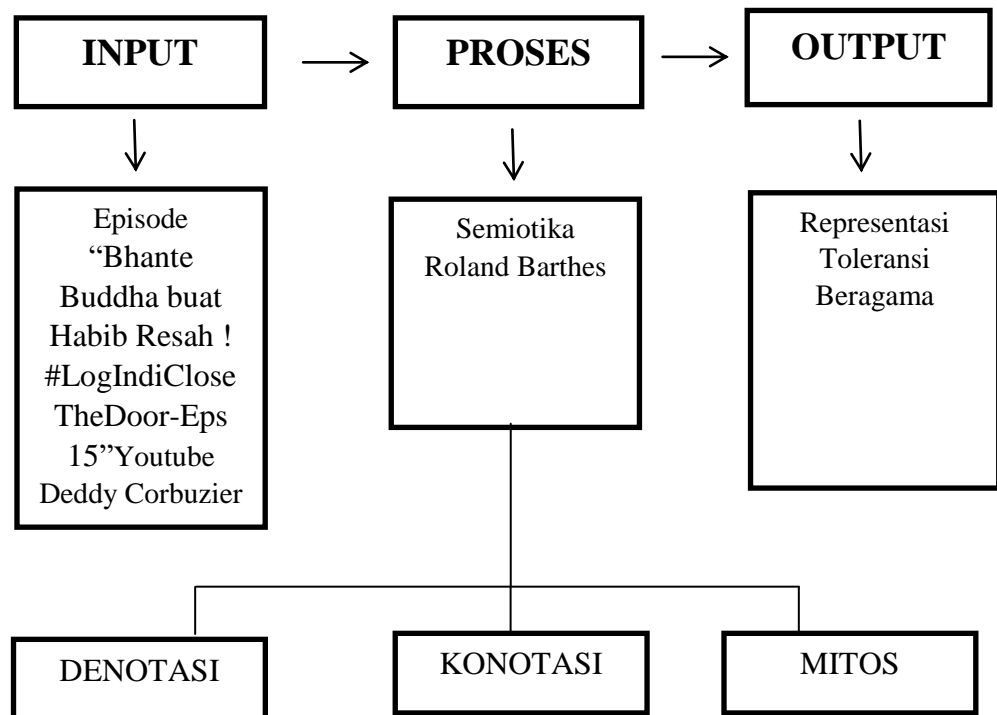 INPUT
PROSES
OUTPUT
Episode
“Bhante
Buddha buat
Habib Resah !
#LogIndiClose
TheDoor-Eps
15”Youtube
Deddy Corbuzier
Semiotika
Roland Barthes
Representasi
Toleransi
Beragama
DENOTASI
KONOTASI
MITOS